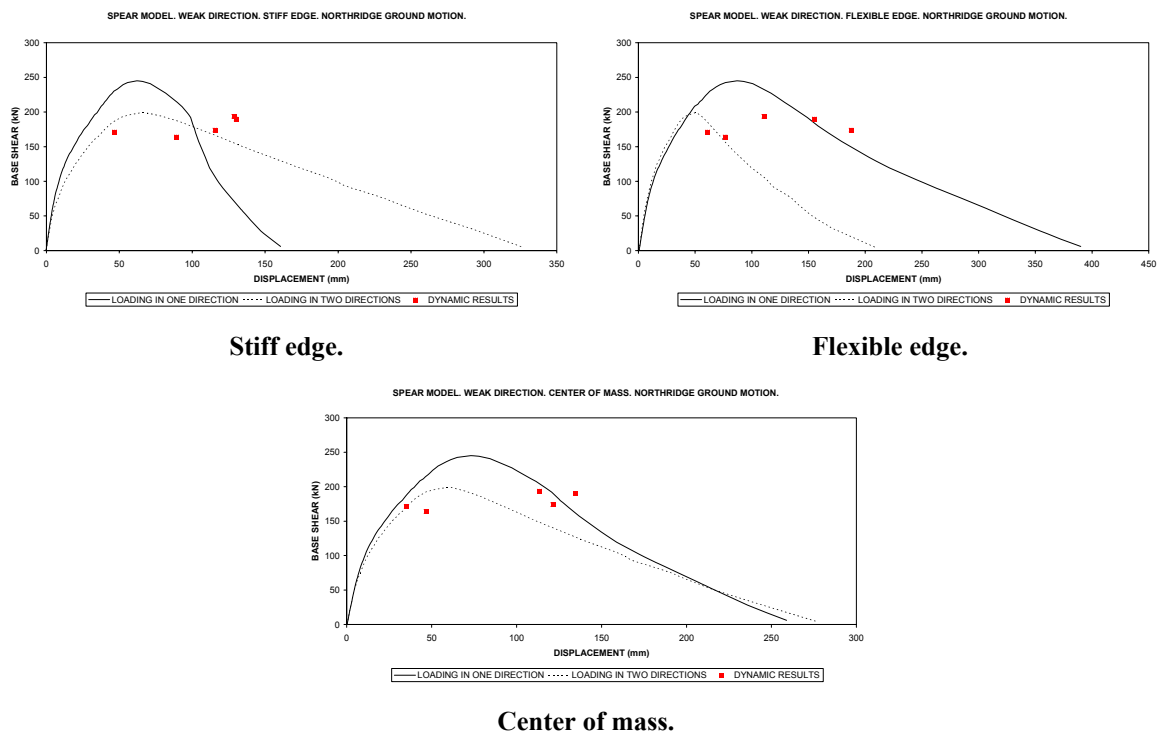 SPEAR MODEL. WEAK DIRECTION. STIFF EDGE. NORTHRIDGE GROUND MOTION.
300
250
200
150
100
50
0
BASE SHEAR (kN)
0 50 100 150 200 250 300 350
DISPLACEMENT (mm)
LOADING IN ONE DIRECTION LOADING IN TWO DIRECTIONS DYNAMIC RESULTS
Stiff edge.
SPEAR MODEL. WEAK DIRECTION. FLEXIBLE EDGE. NORTHRIDGE GROUND MOTION.
300
250
200
150
100
50
0
BASE SHEAR (kN)
0 50 100 150 200 250 300 350 400 450
DISPLACEMENT (mm)
LOADING IN ONE DIRECTION LOADING IN TWO DIRECTIONS DYNAMIC RESULTS
Flexible edge.
SPEAR MODEL. WEAK DIRECTION. CENTER OF MASS. NORTHRIDGE GROUND MOTION.
300
250
200
150
100
50
0
BASE SHEAR (kN)
0 50 100 150 200 250 300
DISPLACEMENT (mm)
LOADING IN ONE DIRECTION LOADING IN TWO DIRECTIONS DYNAMIC RESULTS
Center of mass.